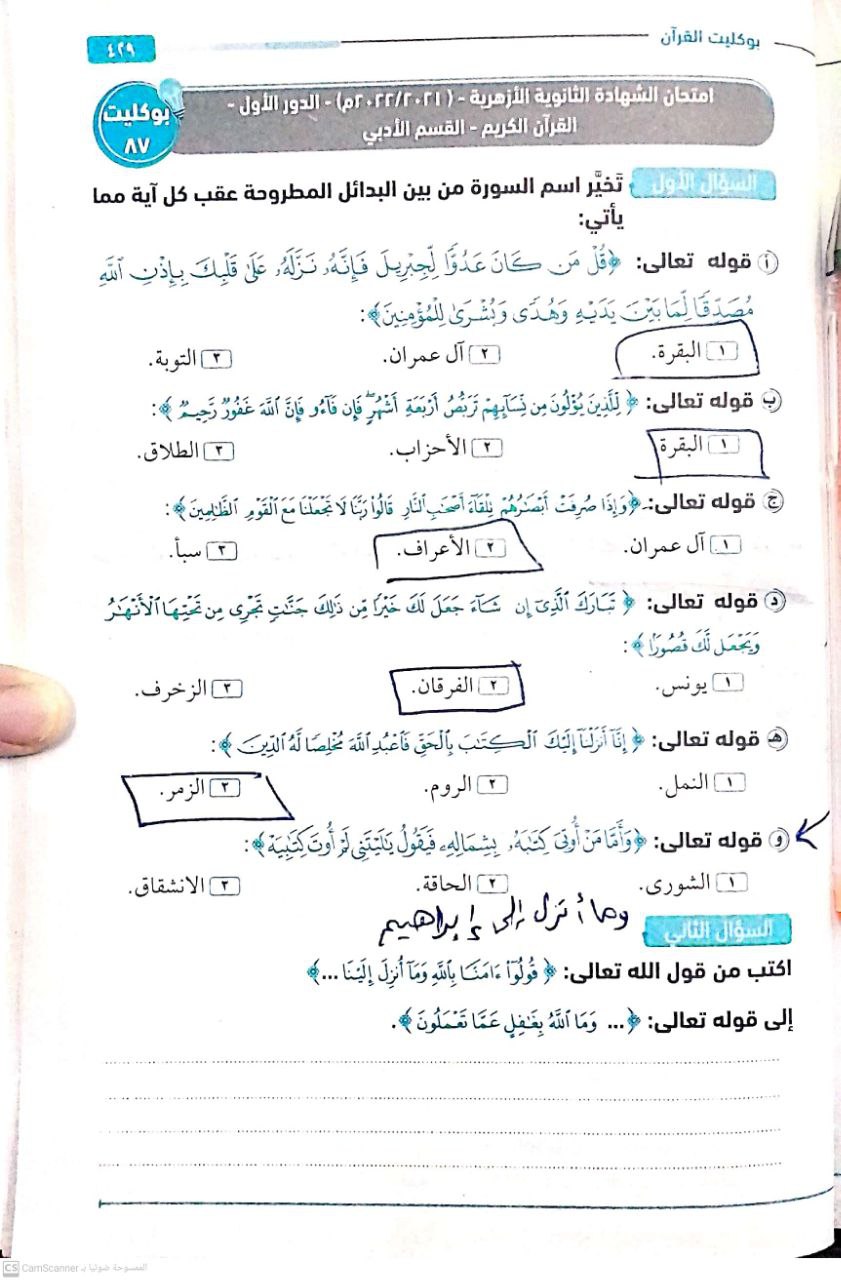 بوكليت القرآن
٤٢٩
امتحان الشهادة الثانوية الأزهرية - (٢٠٢٢/٢٠٢١م) - الدور الأول -
القرآن الكريم - القسم الأدبي
بوكليت
٨٧
السؤال الأول تَخيَّر اسم السورة من بين البدائل المطروحة عقب كل آية مما
يأتي:
أ قوله تعالى: ﴿قُلْ مَن كَانَ عَدُوًّا لِّجِبْرِيلَ فَإِنَّهُۥ نَزَّلَهُۥ عَلَىٰ قَلْبِكَ بِإِذْنِ ٱللَّهِ
مُصَدِّقًا لِّمَا بَيْنَ يَدَيْهِ وَهُدًى وَبُشْرَىٰ لِلْمُؤْمِنِينَ﴾:
١ البقرة. ٢ آل عمران. ٣ التوبة.
ب قوله تعالى: ﴿لِّلَّذِينَ يُؤْلُونَ مِن نِّسَآئِهِمْ تَرَبُّصُ أَرْبَعَةِ أَشْهُرٍ ۖ فَإِن فَآءُو فَإِنَّ ٱللَّهَ غَفُورٌ رَّحِيمٌ﴾:
١ البقرة ٢ الأحزاب. ٣ الطلاق.
ج قوله تعالى: ﴿وَإِذَا صُرِفَتْ أَبْصَٰرُهُمْ تِلْقَآءَ أَصْحَٰبِ ٱلنَّارِ قَالُوا۟ رَبَّنَا لَا تَجْعَلْنَا مَعَ ٱلْقَوْمِ ٱلظَّٰلِمِينَ﴾:
١ آل عمران. ٢ الأعراف. ٣ سبأ.
د قوله تعالى: ﴿تَبَارَكَ ٱلَّذِىٓ إِن شَآءَ جَعَلَ لَكَ خَيْرًا مِّن ذَٰلِكَ جَنَّٰتٍ تَجْرِى مِن تَحْتِهَا ٱلْأَنْهَٰرُ
وَيَجْعَل لَّكَ قُصُورًۢا﴾:
١ يونس. ٢ الفرقان. ٣ الزخرف.
هـ قوله تعالى: ﴿إِنَّآ أَنزَلْنَآ إِلَيْكَ ٱلْكِتَٰبَ بِٱلْحَقِّ فَٱعْبُدِ ٱللَّهَ مُخْلِصًا لَّهُ ٱلدِّينَ﴾:
١ النمل. ٢ الروم. ٣ الزمر.
و قوله تعالى: ﴿وَأَمَّا مَنْ أُوتِىَ كِتَٰبَهُۥ بِشِمَالِهِۦ فَيَقُولُ يَٰلَيْتَنِى لَمْ أُوتَ كِتَٰبِيَهْ﴾:
١ الشورى. ٢ الحاقة. ٣ الانشقاق.
وما أنزل إلى إبراهيم
السؤال الثاني
اكتب من قول الله تعالى: ﴿قُولُوٓا۟ ءَامَنَّا بِٱللَّهِ وَمَآ أُنزِلَ إِلَيْنَا ...﴾
إلى قوله تعالى: ﴿... وَمَا ٱللَّهُ بِغَٰفِلٍ عَمَّا تَعْمَلُونَ﴾.
CS CamScanner الممسوحة ضوئيا بـ